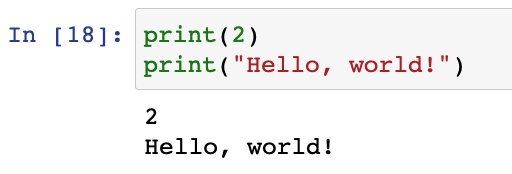 In [18]: print(2)
print("Hello, world!")
2
Hello, world!